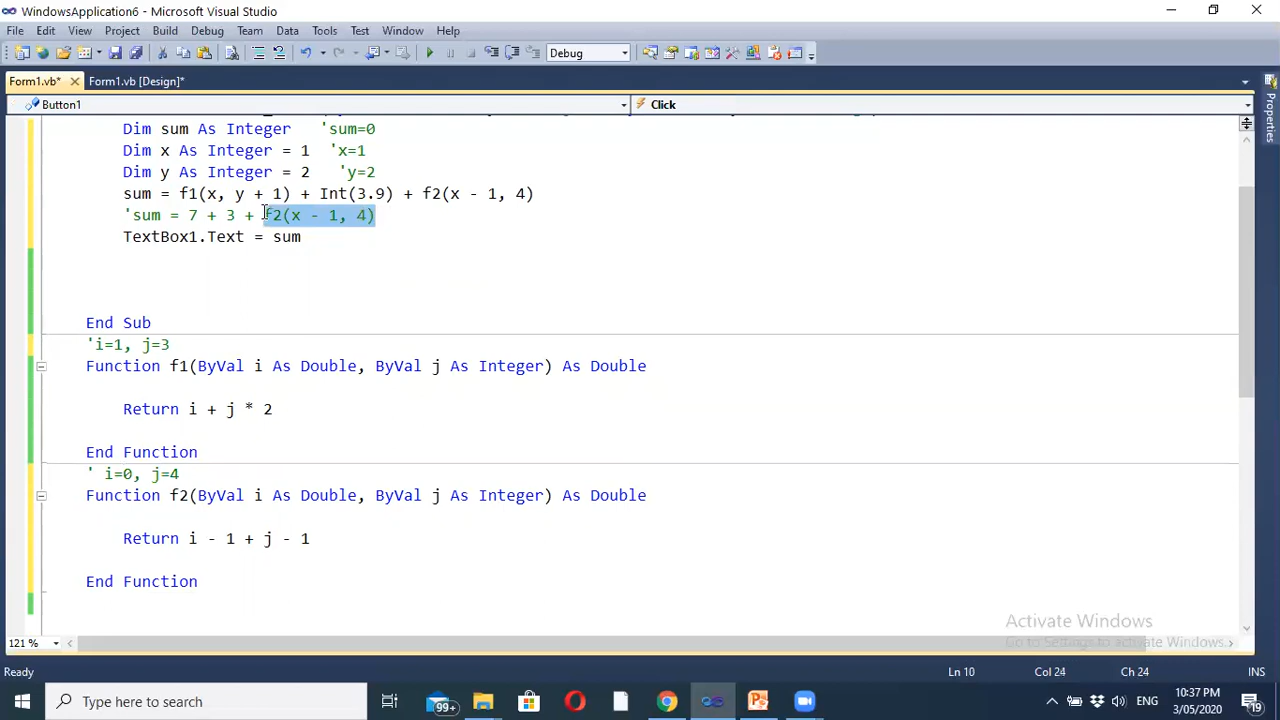 WindowsApplication6 - Microsoft Visual Studio
File Edit View Project Build Debug Team Data Tools Test Window Help
Debug
Form1.vb* Form1.vb [Design]*
Button1 Click
Dim sum As Integer 'sum=0
Dim x As Integer = 1 'x=1
Dim y As Integer = 2 'y=2
sum = f1(x, y + 1) + Int(3.9) + f2(x - 1, 4)
'sum = 7 + 3 + f2(x - 1, 4)
TextBox1.Text = sum
End Sub
'i=1, j=3
Function f1(ByVal i As Double, ByVal j As Integer) As Double
Return i + j * 2
End Function
' i=0, j=4
Function f2(ByVal i As Double, ByVal j As Integer) As Double
Return i - 1 + j - 1
End Function
Properties
Activate Windows
Go to Settings to activate Windows.
121 %
Ready Ln 10 Col 24 Ch 24 INS
Type here to search
99+
ENG
10:37 PM
3/05/2020
19